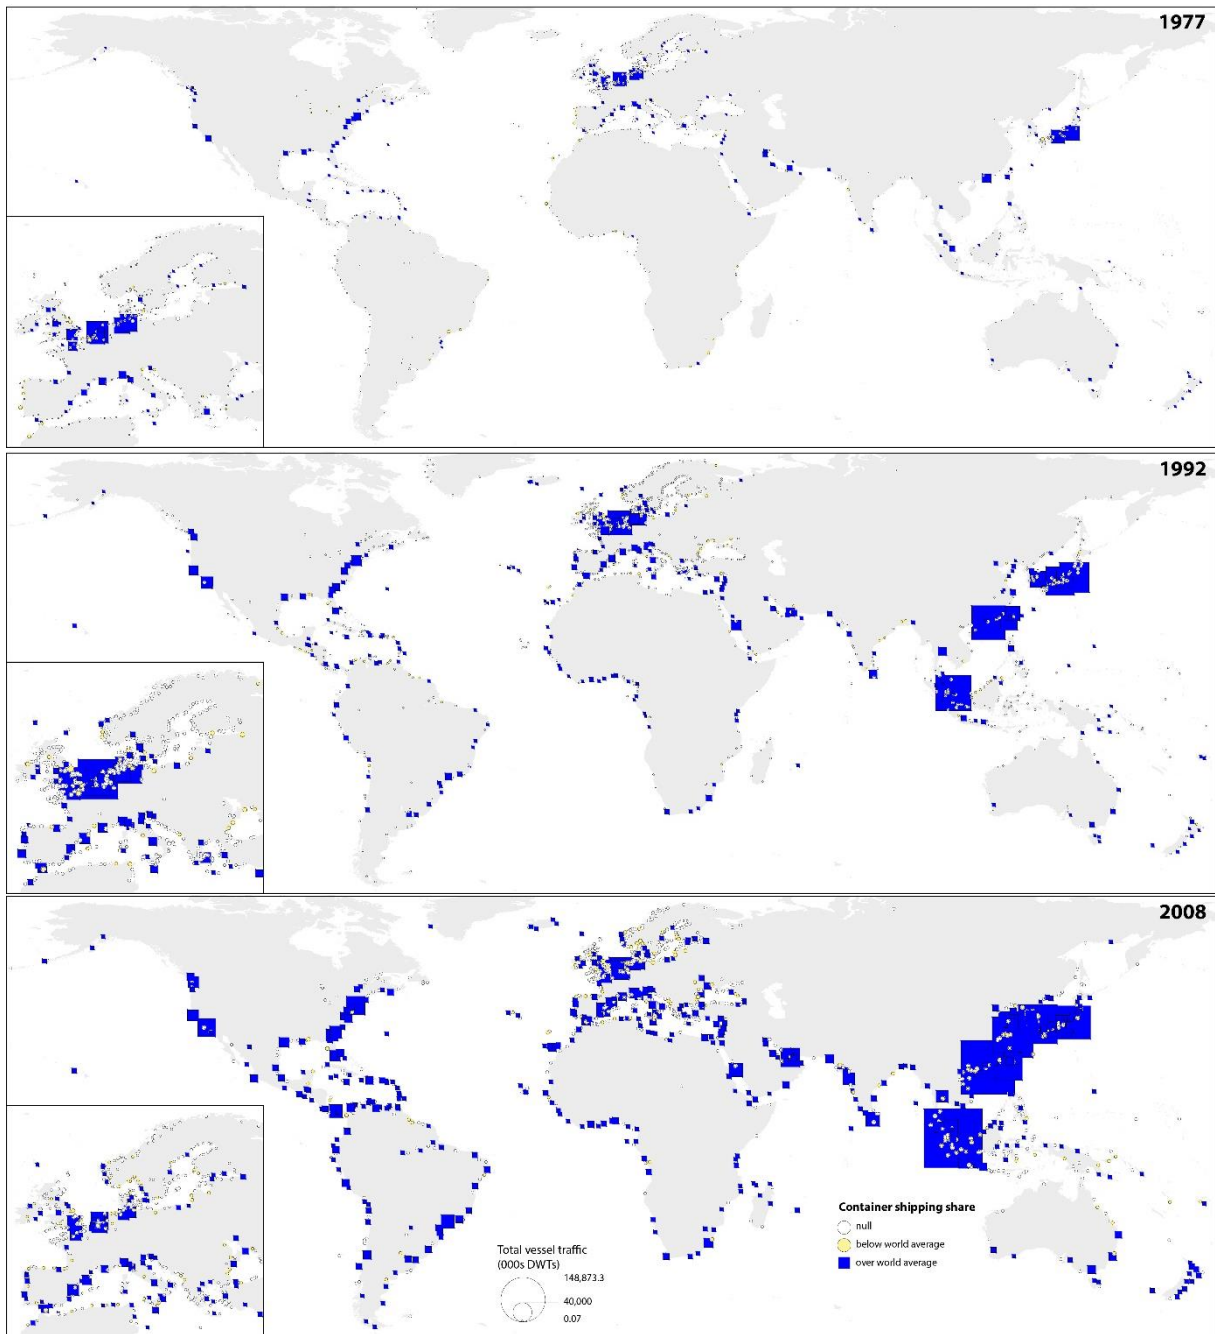 1977
1992
2008
Container shipping share
null
below world average
over world average
Total vessel traffic
(000s DWTs)
148,873.3
40,000
0.07